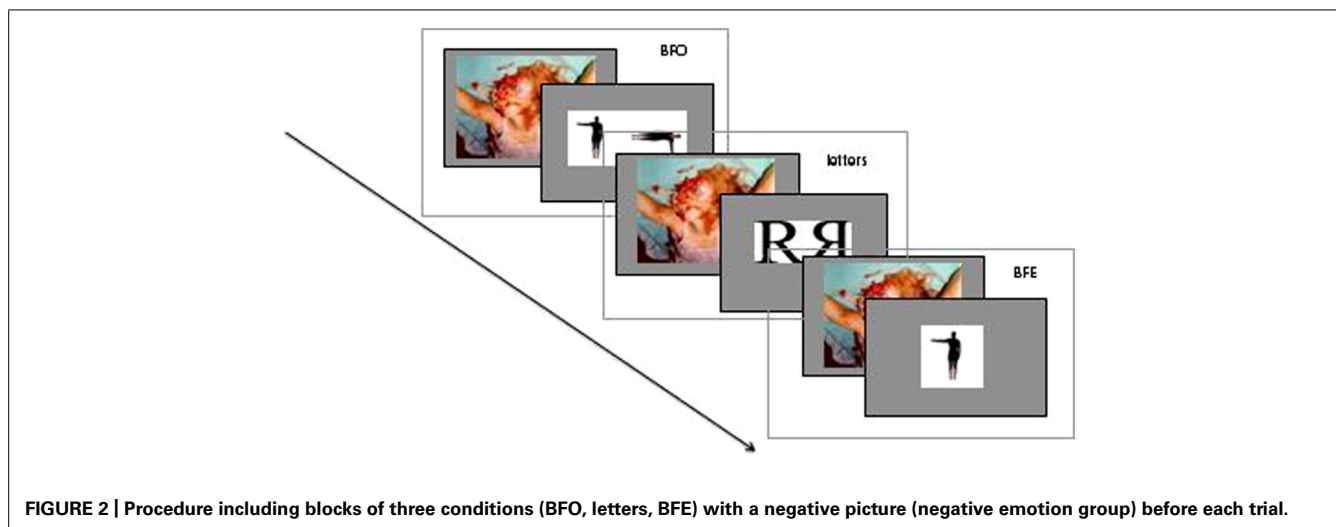 BFO
letters
R R
BFE
FIGURE 2 | Procedure including blocks of three conditions (BFO, letters, BFE) with a negative picture (negative emotion group) before each trial.